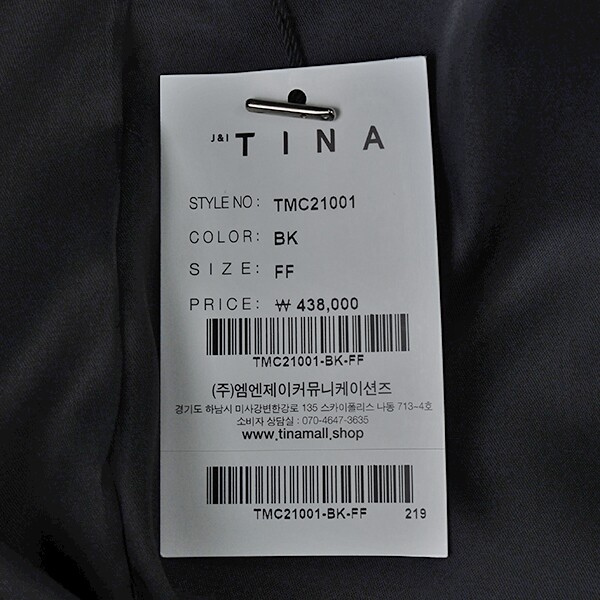 J&I TINA
STYLE NO: TMC21001
COLOR: BK
SIZE: FF
PRICE: ₩ 438,000
TMC21001-BK-FF
(주)엠엔제이커뮤니케이션즈
경기도 하남시 미사강변한강로 135 스카이폴리스 나동 713~4호
소비자 상담실 : 070-4647-3635
www.tinamall.shop
TMC21001-BK-FF 219